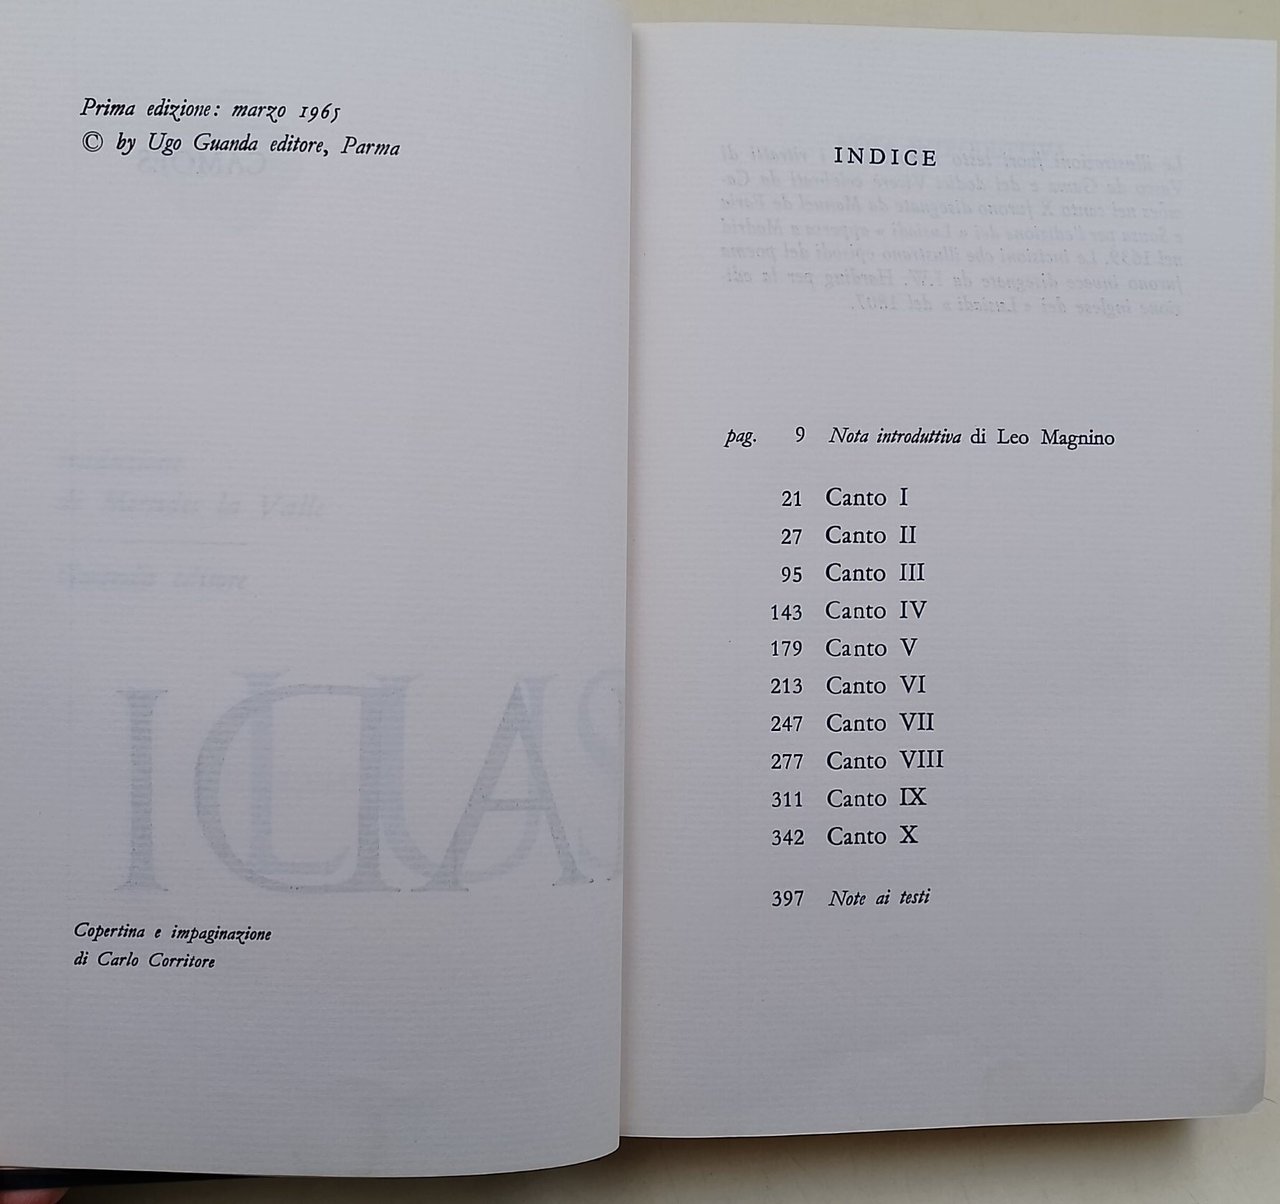 Prima edizione: marzo 1965
© by Ugo Guanda editore, Parma
Copertina e impaginazione
di Carlo Corritore
INDICE
pag. 9 Nota introduttiva di Leo Magnino
21 Canto I
27 Canto II
95 Canto III
143 Canto IV
179 Canto V
213 Canto VI
247 Canto VII
277 Canto VIII
311 Canto IX
342 Canto X
397 Note ai testi